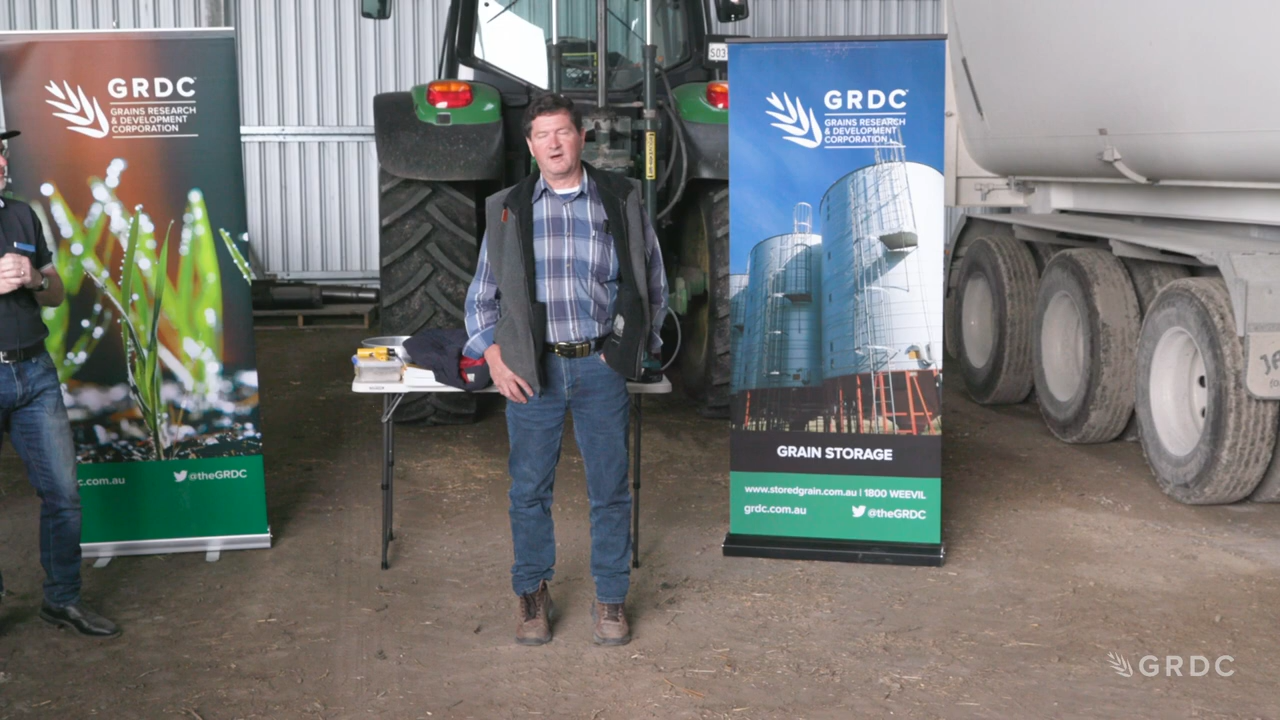 GRDC
GRAINS RESEARCH
& DEVELOPMENT
CORPORATION
c.com.au
@theGRDC
S03
GRDC
GRAINS RESEARCH
& DEVELOPMENT
CORPORATION
GRAIN STORAGE
www.storedgrain.com.au | 1800 WEEVIL
grdc.com.au
@theGRDC
GRDC